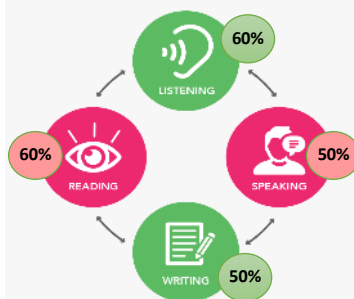 60%
LISTENING
60%
READING
50%
SPEAKING
WRITING
50%